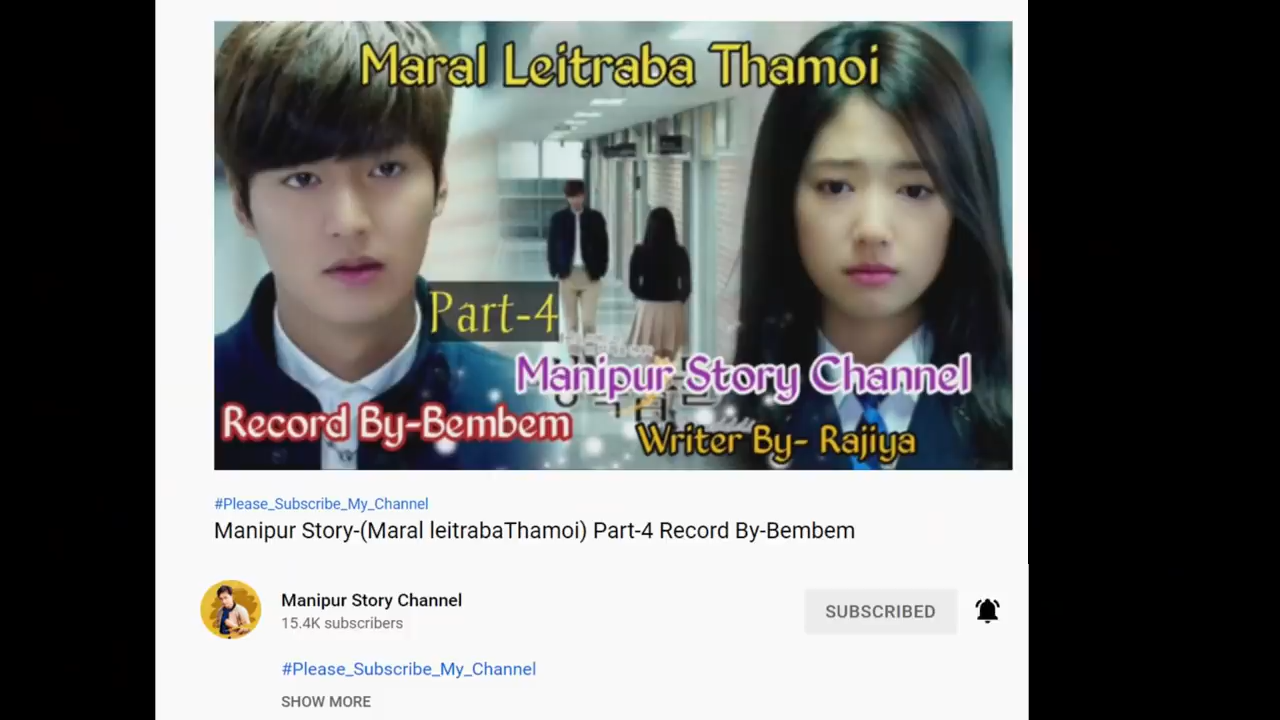 Maral Leitraba Thamoi
Part-4
Manipur Story Channel
Record By-Bembem
Writer By- Rajiya
#Please_Subscribe_My_Channel
Manipur Story-(Maral leitrabaThamoi) Part-4 Record By-Bembem
Manipur Story Channel
SUBSCRIBED
15.4K subscribers
#Please_Subscribe_My_Channel
SHOW MORE